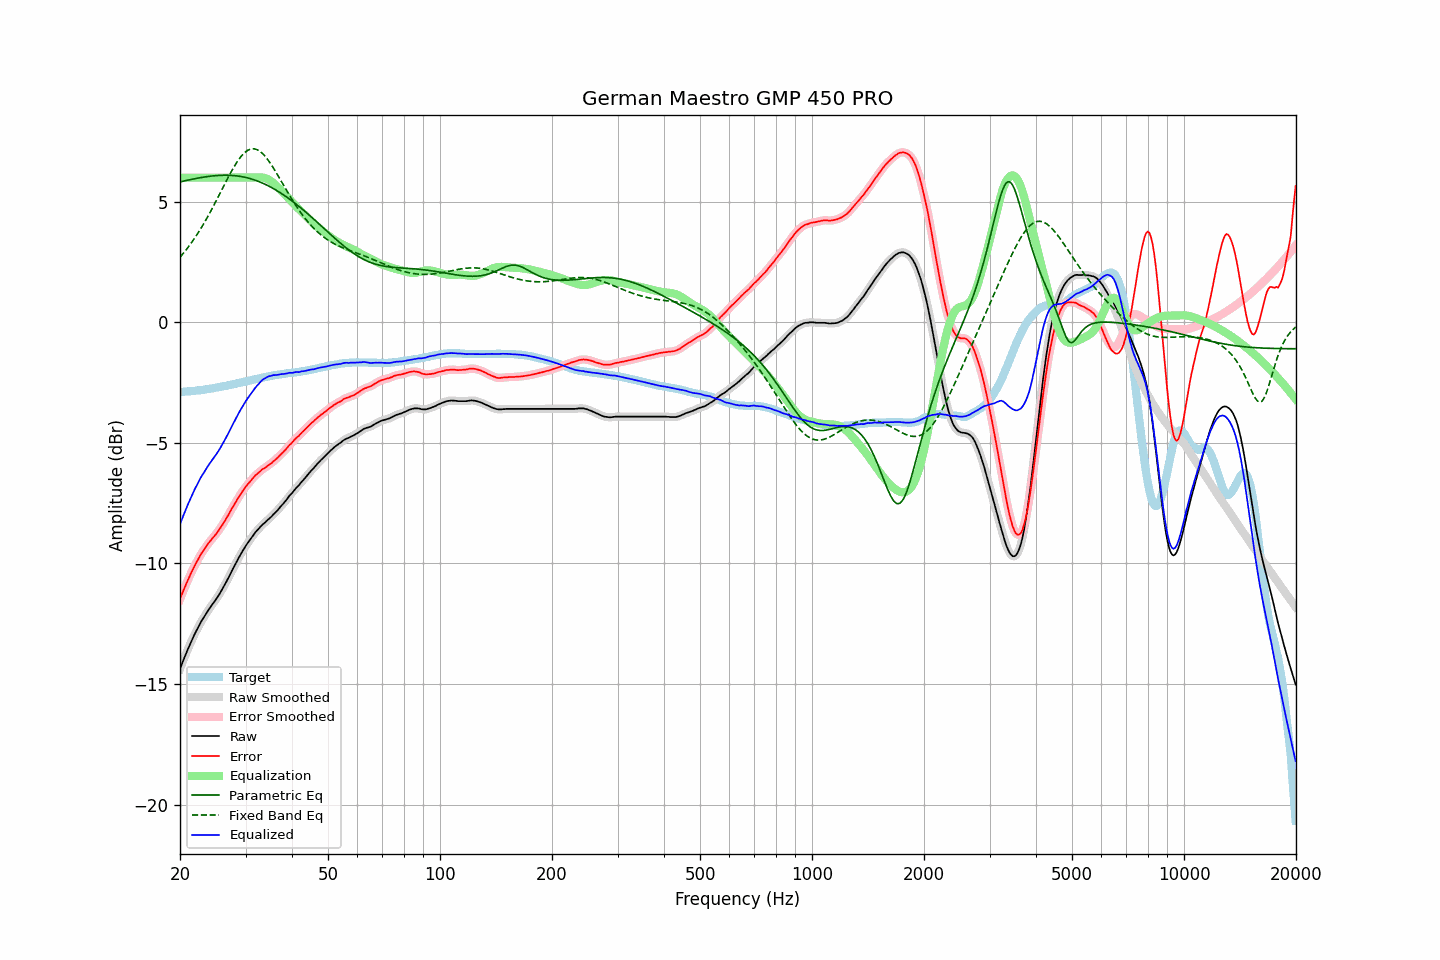 German Maestro GMP 450 PRO
Amplitude (dBr)
5
0
−5
−10
−15
−20
Target
Raw Smoothed
Error Smoothed
Raw
Error
Equalization
Parametric Eq
Fixed Band Eq
Equalized
20 50 100 200 500 1000 2000 5000 10000 20000
Frequency (Hz)